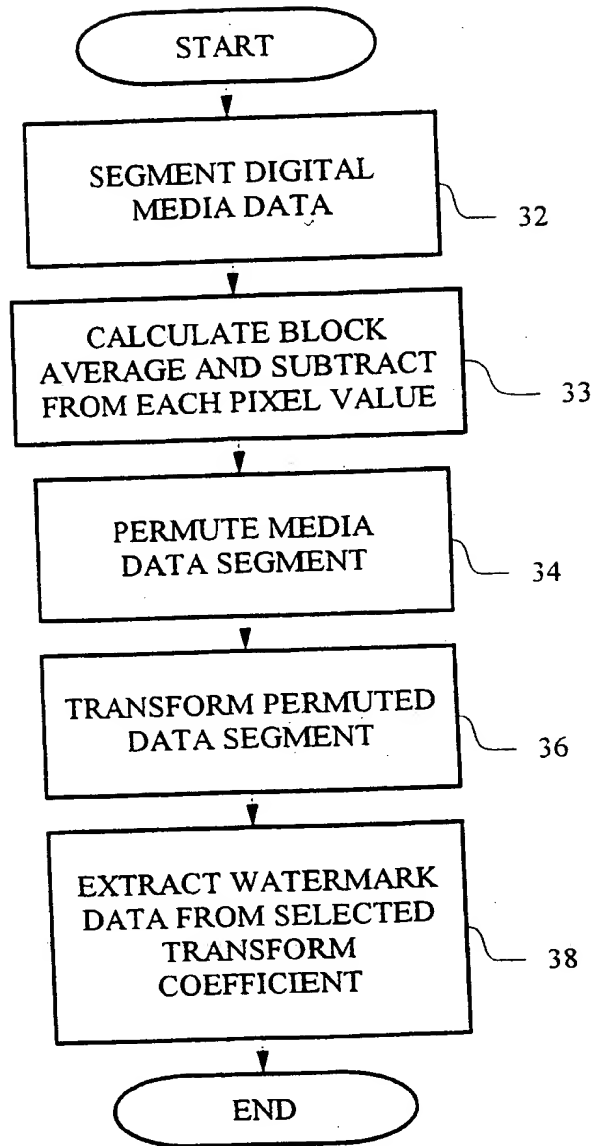 START
SEGMENT DIGITAL
MEDIA DATA
32
CALCULATE BLOCK
AVERAGE AND SUBTRACT
FROM EACH PIXEL VALUE
33
PERMUTE MEDIA
DATA SEGMENT
34
TRANSFORM PERMUTED
DATA SEGMENT
36
EXTRACT WATERMARK
DATA FROM SELECTED
TRANSFORM
COEFFICIENT
38
END